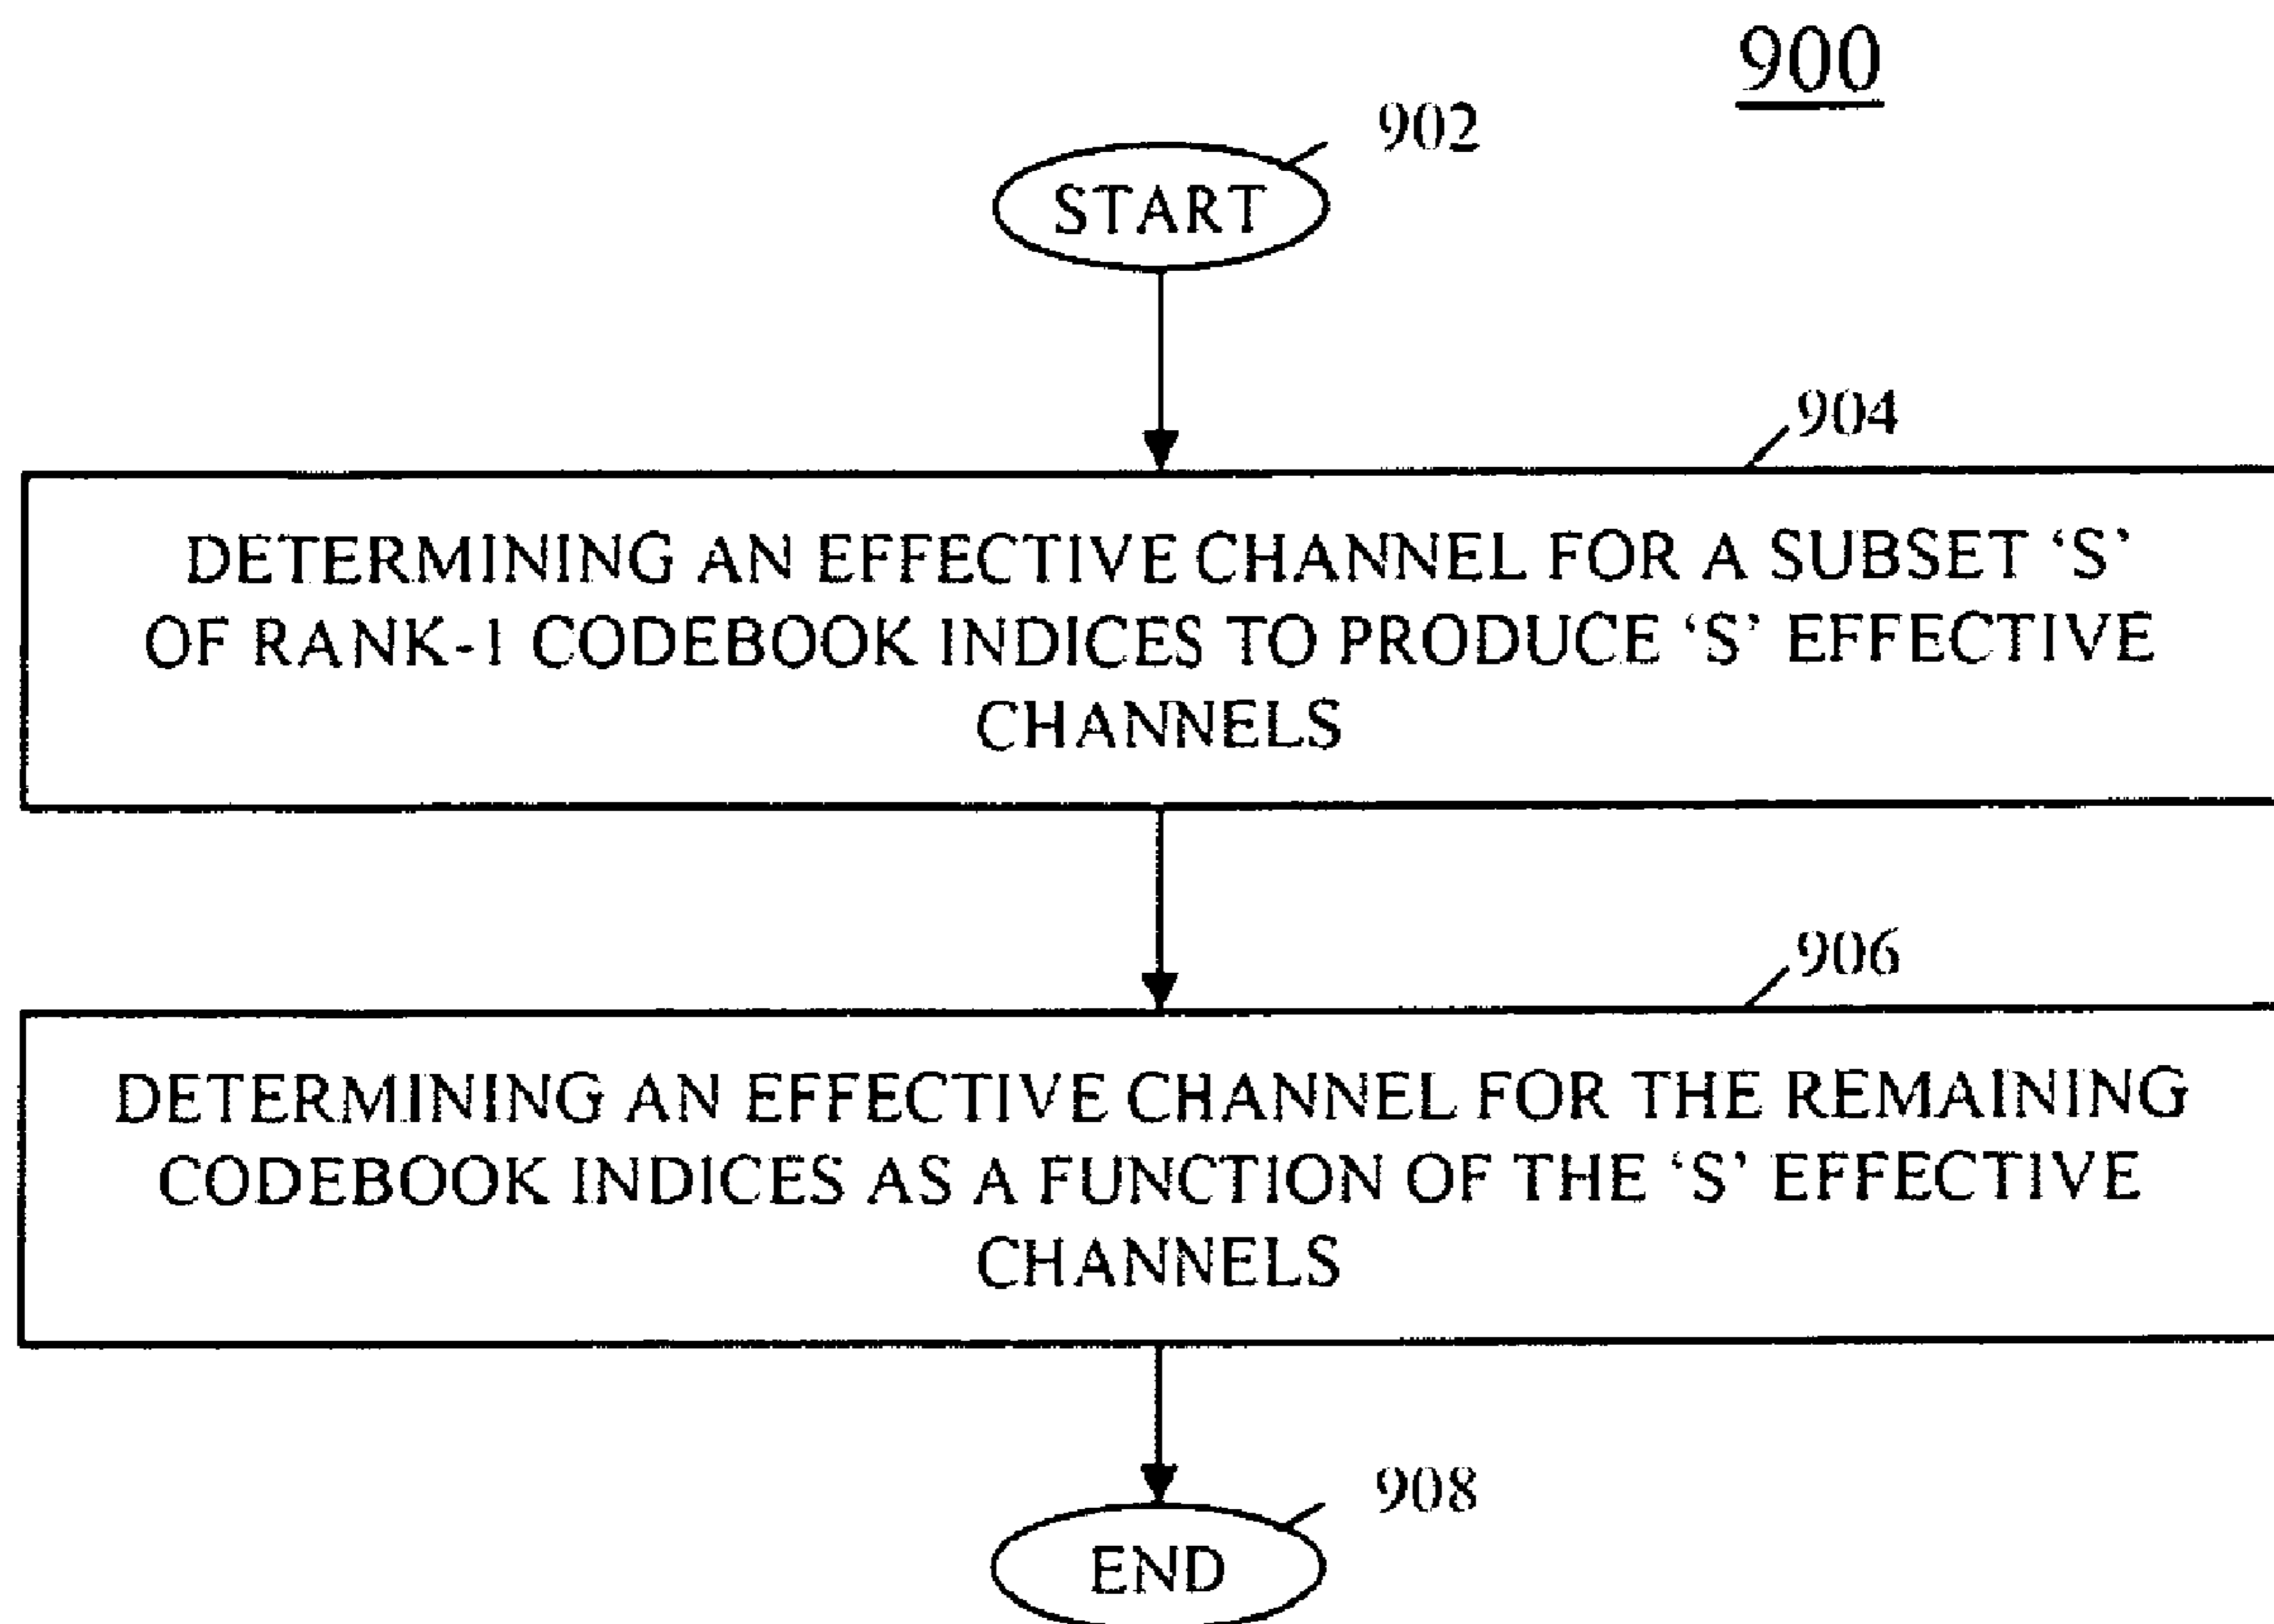 900
902
START
904
DETERMINING AN EFFECTIVE CHANNEL FOR A SUBSET ‘S’
OF RANK-1 CODEBOOK INDICES TO PRODUCE ‘S’ EFFECTIVE
CHANNELS
906
DETERMINING AN EFFECTIVE CHANNEL FOR THE REMAINING
CODEBOOK INDICES AS A FUNCTION OF THE ‘S’ EFFECTIVE
CHANNELS
908
END